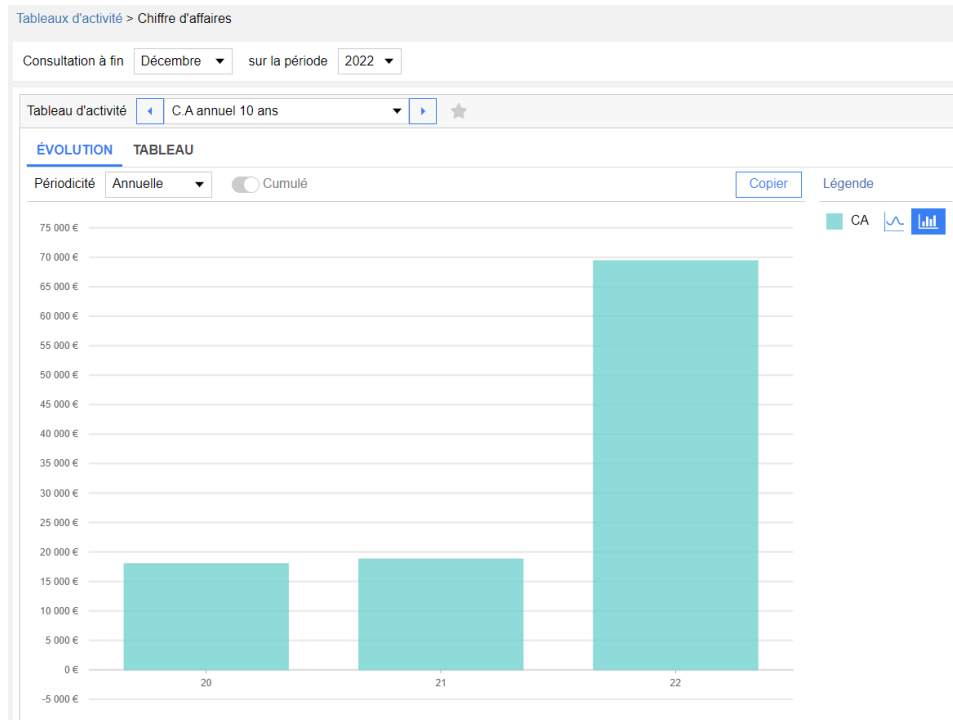 Tableaux d'activité > Chiffre d'affaires
Consultation à fin Décembre sur la période 2022
Tableau d'activité C.A annuel 10 ans
ÉVOLUTION TABLEAU
Périodicité Annuelle Cumulé Copier Légende
CA
75 000 €
70 000 €
65 000 €
60 000 €
55 000 €
50 000 €
45 000 €
40 000 €
35 000 €
30 000 €
25 000 €
20 000 €
15 000 €
10 000 €
5 000 €
0 €
20 21 22
-5 000 €